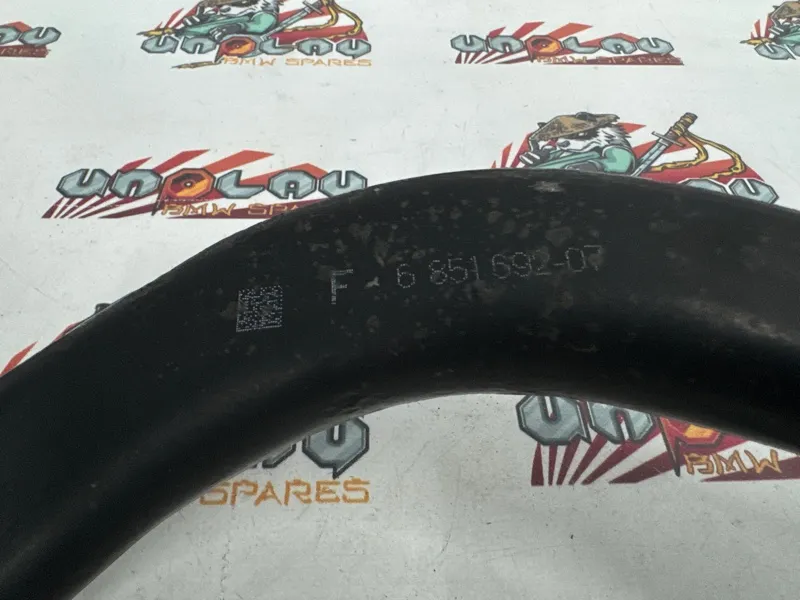 UNOLAU
BMW SPARES
UNOLAU
BMW SPARES
UNOLAU
BMW SPARES
F 6 851 692-07
SPARES
BMW